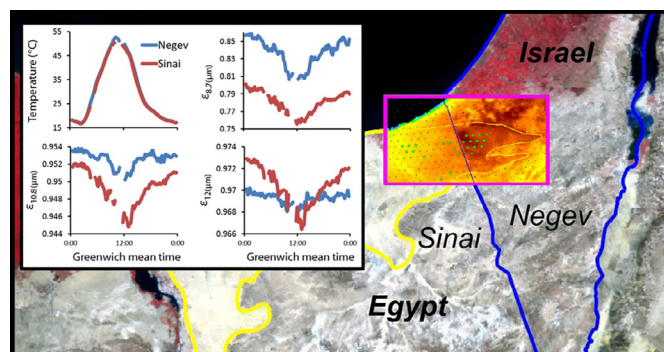 Temperature (°C)
55
45
35
25
15
Negev
Sinai
ε8.7(μm)
0.85
0.83
0.81
0.79
0.77
0.75
ε10.8(μm)
0.954
0.952
0.95
0.948
0.946
0.944
0:00 12:00 0:00
Greenwich mean time
ε12(μm)
0.974
0.972
0.97
0.968
0.966
0:00 12:00 0:00
Greenwich mean time
Israel
Negev
Sinai
Egypt